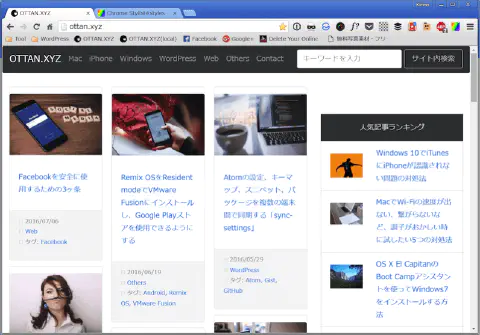 OTTAN.XYZ
Chrome Style&Styles
ottan.xyz
Tool
WordPress
OTTAN.XYZ
OTTAN.XYZ(local)
Facebook
Google+
Delete Your Online
無料写真素材 - フリ
OTTAN.XYZ Mac iPhone Windows WordPress Web Others Contact
キーワードを入力
サイト内検索
Facebookを安全に使
用するための3ヶ条
2016/07/06
Web
タグ: Facebook
Remix OSをResident
modeでVMware
Fusionにインストール
し、Google Playスト
アを使用できるように
する
2016/06/19
Others
タグ: Android, Remix
OS, VMware Fusion
Atomの設定、キーマ
ップ、スニペット、パ
ッケージを複数の端末
間で同期する「sync-
settings」
2016/05/29
WordPress
タグ: Atom, Gist,
GitHub
人気記事ランキング
Windows 10でiTunes
にiPhoneが認識されな
い問題の対処法
MacでWi-Fiの速度が出
ない、繋がらないな
ど、調子がおかしい時
に試したい5つの対処法
OS X El Capitanの
Boot Campアシスタン
トを使ってWindows7
をインストールする方
法